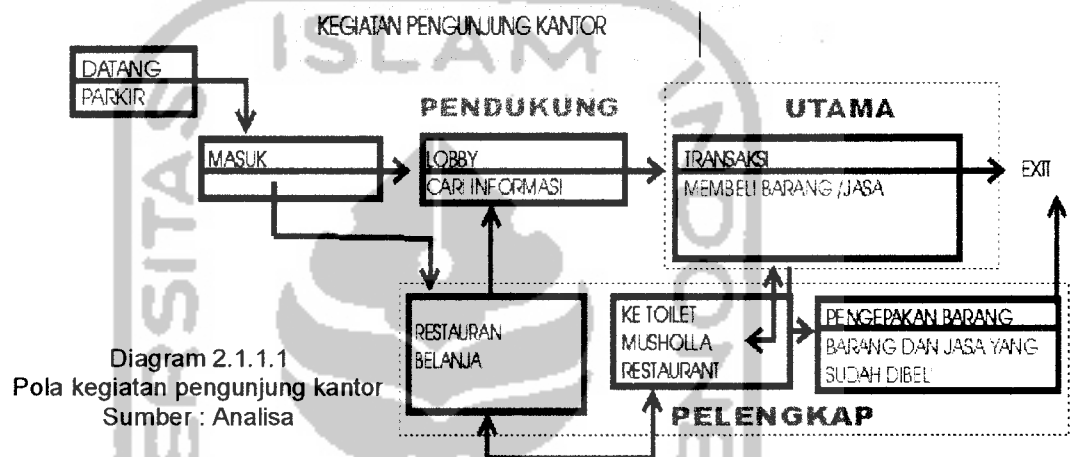 KEGIATAN PENGUNJUNG KANTOR
ISLAM
DATANG
PARKIR
PENDUKUNG
UTAMA
MASUK
LOBBY
CARI INFORMASI
TRANSAKSI
MEMBELI BARANG /JASA
EXIT
RESTAURAN
BELANJA
KE TOILET
MUSHOLLA
RESTAURANT
PENGEPAKAN BARANG
BARANG DAN JASA YANG
SUDAH DIBELI
PELENGKAP
Diagram 2.1.1.1
Pola kegiatan pengunjung kantor
Sumber : Analisa